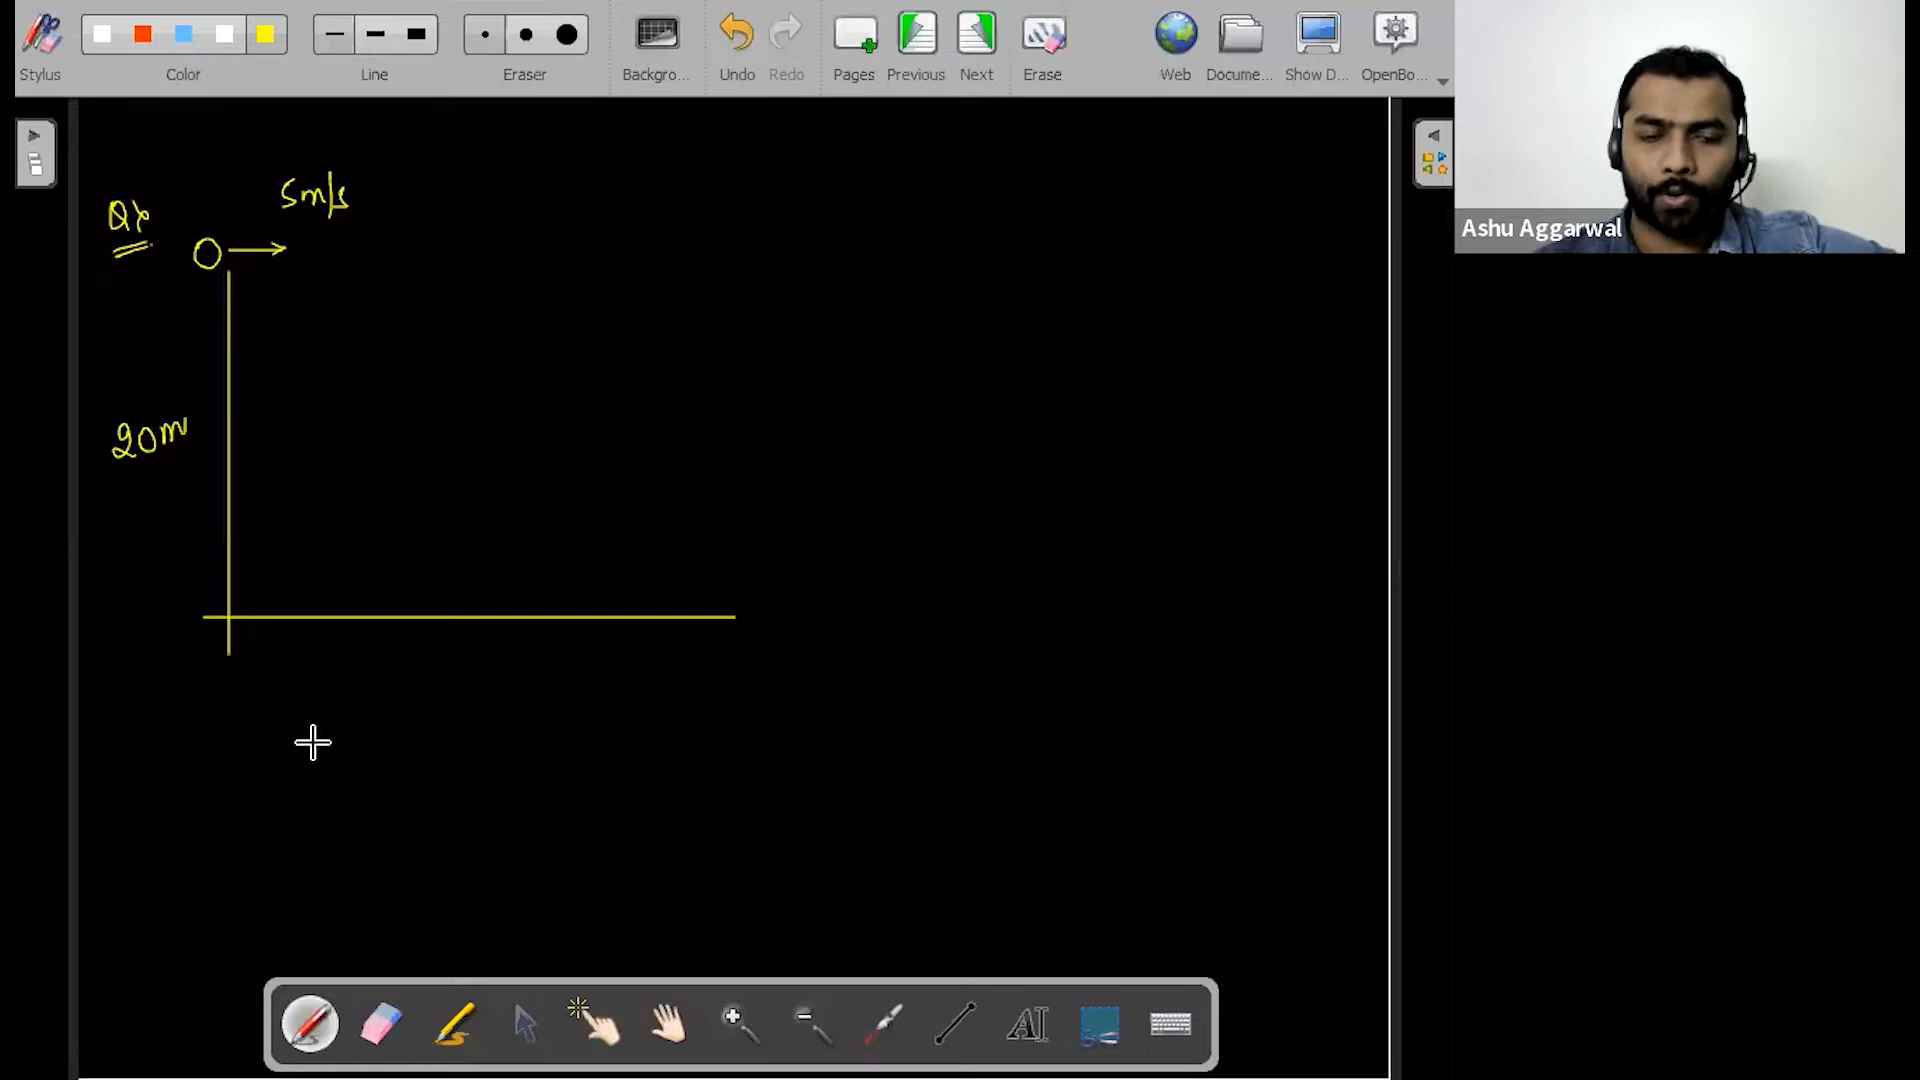 Stylus
Color
Line
Eraser
Backgro...
Undo
Redo
Pages
Previous
Next
Erase
Web
Docume...
Show D...
OpenBo...
Ashu Aggarwal
5m/s
20m
AI